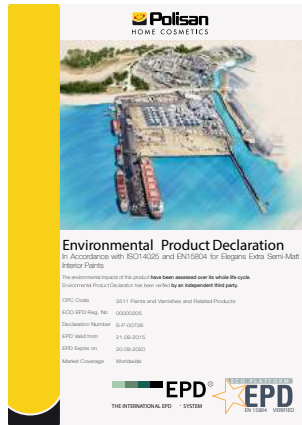 Polisan
HOME COSMETICS
Environmental Product Declaration
In Accordance with ISO14025 and EN15804 for Elegans Extra Semi-Matt
Interior Paints
The environmental impacts of this product have been assessed over its whole life cycle.
Environmental Product Declaration has been verified by an independent third party.
CPC Code 3511 Paints and Varnishes and Related Products
ECO EPD Reg. No 00000205
Declaration Number S-P-00738
EPD Valid from 21.09.2015
EPD Expire on 20.09.2020
Market Coverage Worldwide
EPD®
THE INTERNATIONAL EPD SYSTEM
ECO PLATFORM
EPD
EN 15804 VERIFIED